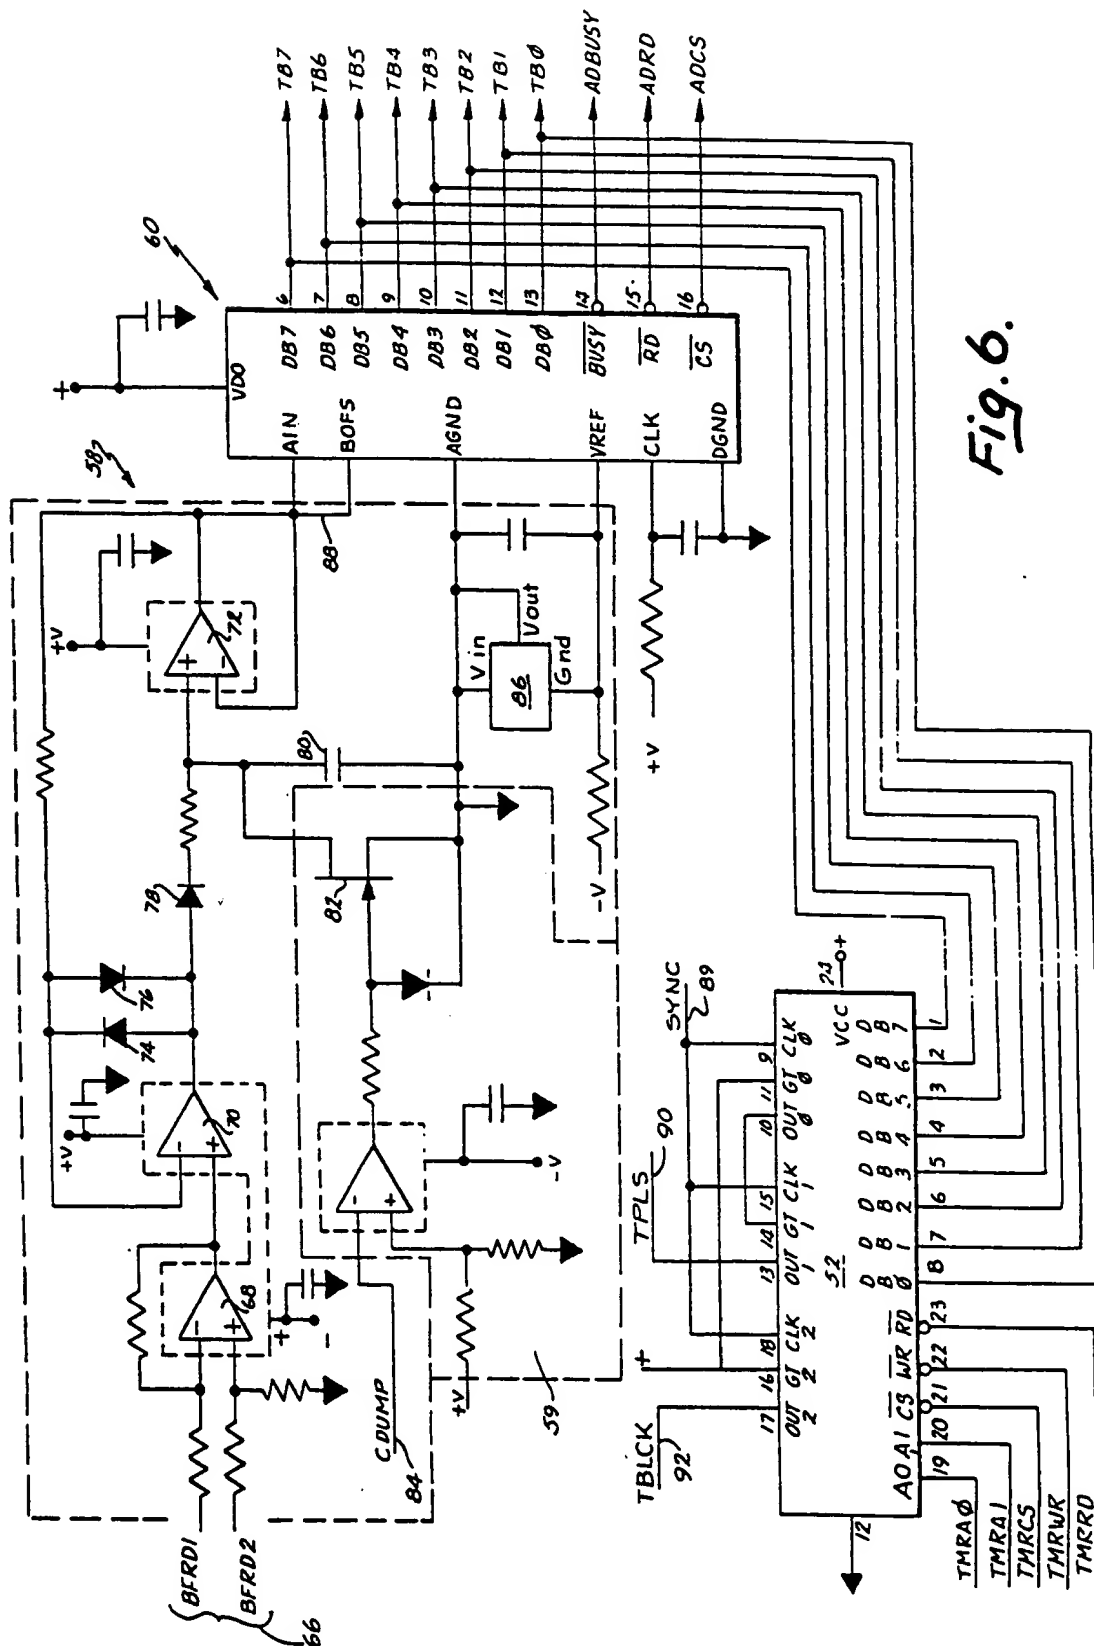 60
+
VDO
58
AIN
BOFS
AGND
VREF
CLK
DGND
DB7 6
DB6 7
DB5 8
DB4 9
DB3 10
DB2 11
DB1 12
DBØ 13
BUSY 14
RD 15
CS 16
TB7
TB6
TB5
TB4
TB3
TB2
TB1
TBØ
ADBUSY
ADRD
ADCS
88
+V
+
-
72
80
Vin
Vout
86
Gnd
-V
+V
78
76
74
82
+V
-
+
70
-
+
68
+
-
-
+
-V
+V
59
CDUMP
84
BFRD1
BFRD2
66
SYNC
89
TPLS
90
+
TBLCK
92
17 16 18 13 14 15 10 11 9
OUT 2
GT 2
CLK 2
OUT 1
GT 1
CLK 1
OUT Ø
GT Ø
CLK Ø
52
VCC
24
+
12
A0 A1 CS WR RD
DBØ DB1 DB2 DB3 DB4 DB5 DB6 DB7
19 20 21 22 23 8 7 6 5 4 3 2 1
TMRAØ
TMRA1
TMRCS
TMRWR
TMRRD
Fig. 6.